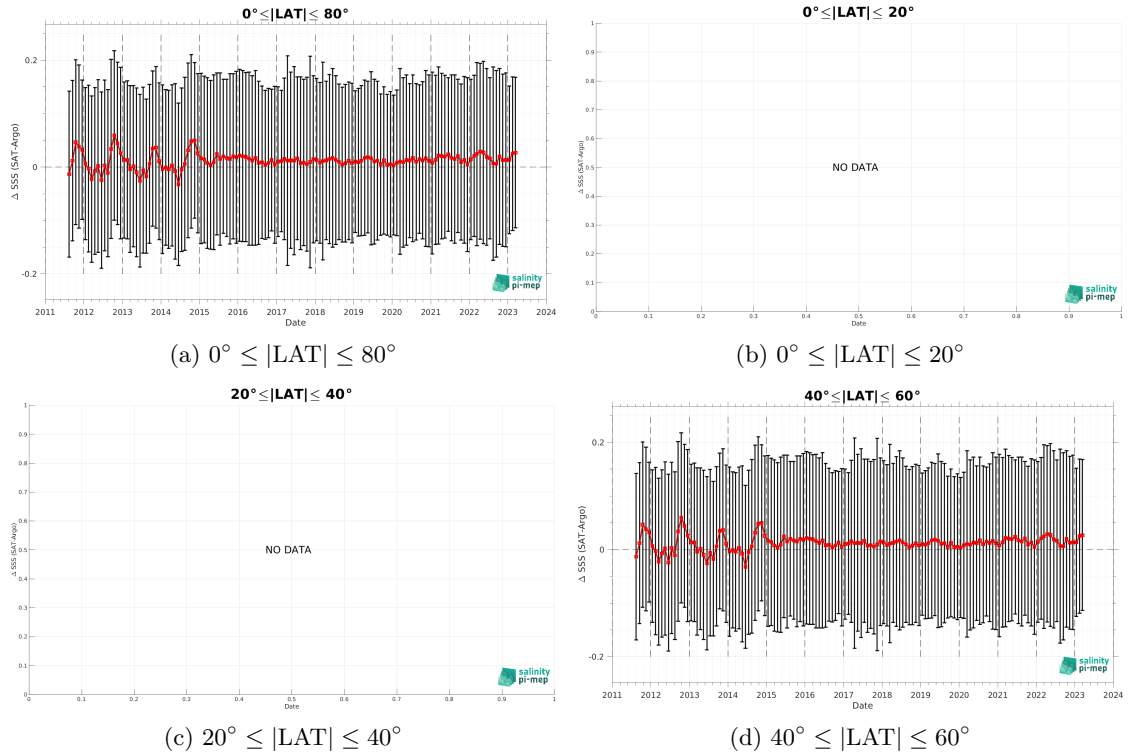 0°≤|LAT|≤ 80°
Δ SSS (SAT-Argo)
0.2
0
-0.2
2011 2012 2013 2014 2015 2016 2017 2018 2019 2020 2021 2022 2023 2024
Date
salinity
pi-mep
(a) 0° ≤ |LAT| ≤ 80°
0°≤|LAT|≤ 20°
Δ SSS (SAT-Argo)
1
0.9
0.8
0.7
0.6
0.5
0.4
0.3
0.2
0.1
0
NO DATA
0 0.1 0.2 0.3 0.4 0.5 0.6 0.7 0.8 0.9 1
Date
salinity
pi-mep
(b) 0° ≤ |LAT| ≤ 20°
20°≤|LAT|≤ 40°
Δ SSS (SAT-Argo)
1
0.9
0.8
0.7
0.6
0.5
0.4
0.3
0.2
0.1
0
NO DATA
0 0.1 0.2 0.3 0.4 0.5 0.6 0.7 0.8 0.9 1
Date
salinity
pi-mep
(c) 20° ≤ |LAT| ≤ 40°
40°≤|LAT|≤ 60°
Δ SSS (SAT-Argo)
0.2
0
-0.2
2011 2012 2013 2014 2015 2016 2017 2018 2019 2020 2021 2022 2023 2024
Date
salinity
pi-mep
(d) 40° ≤ |LAT| ≤ 60°